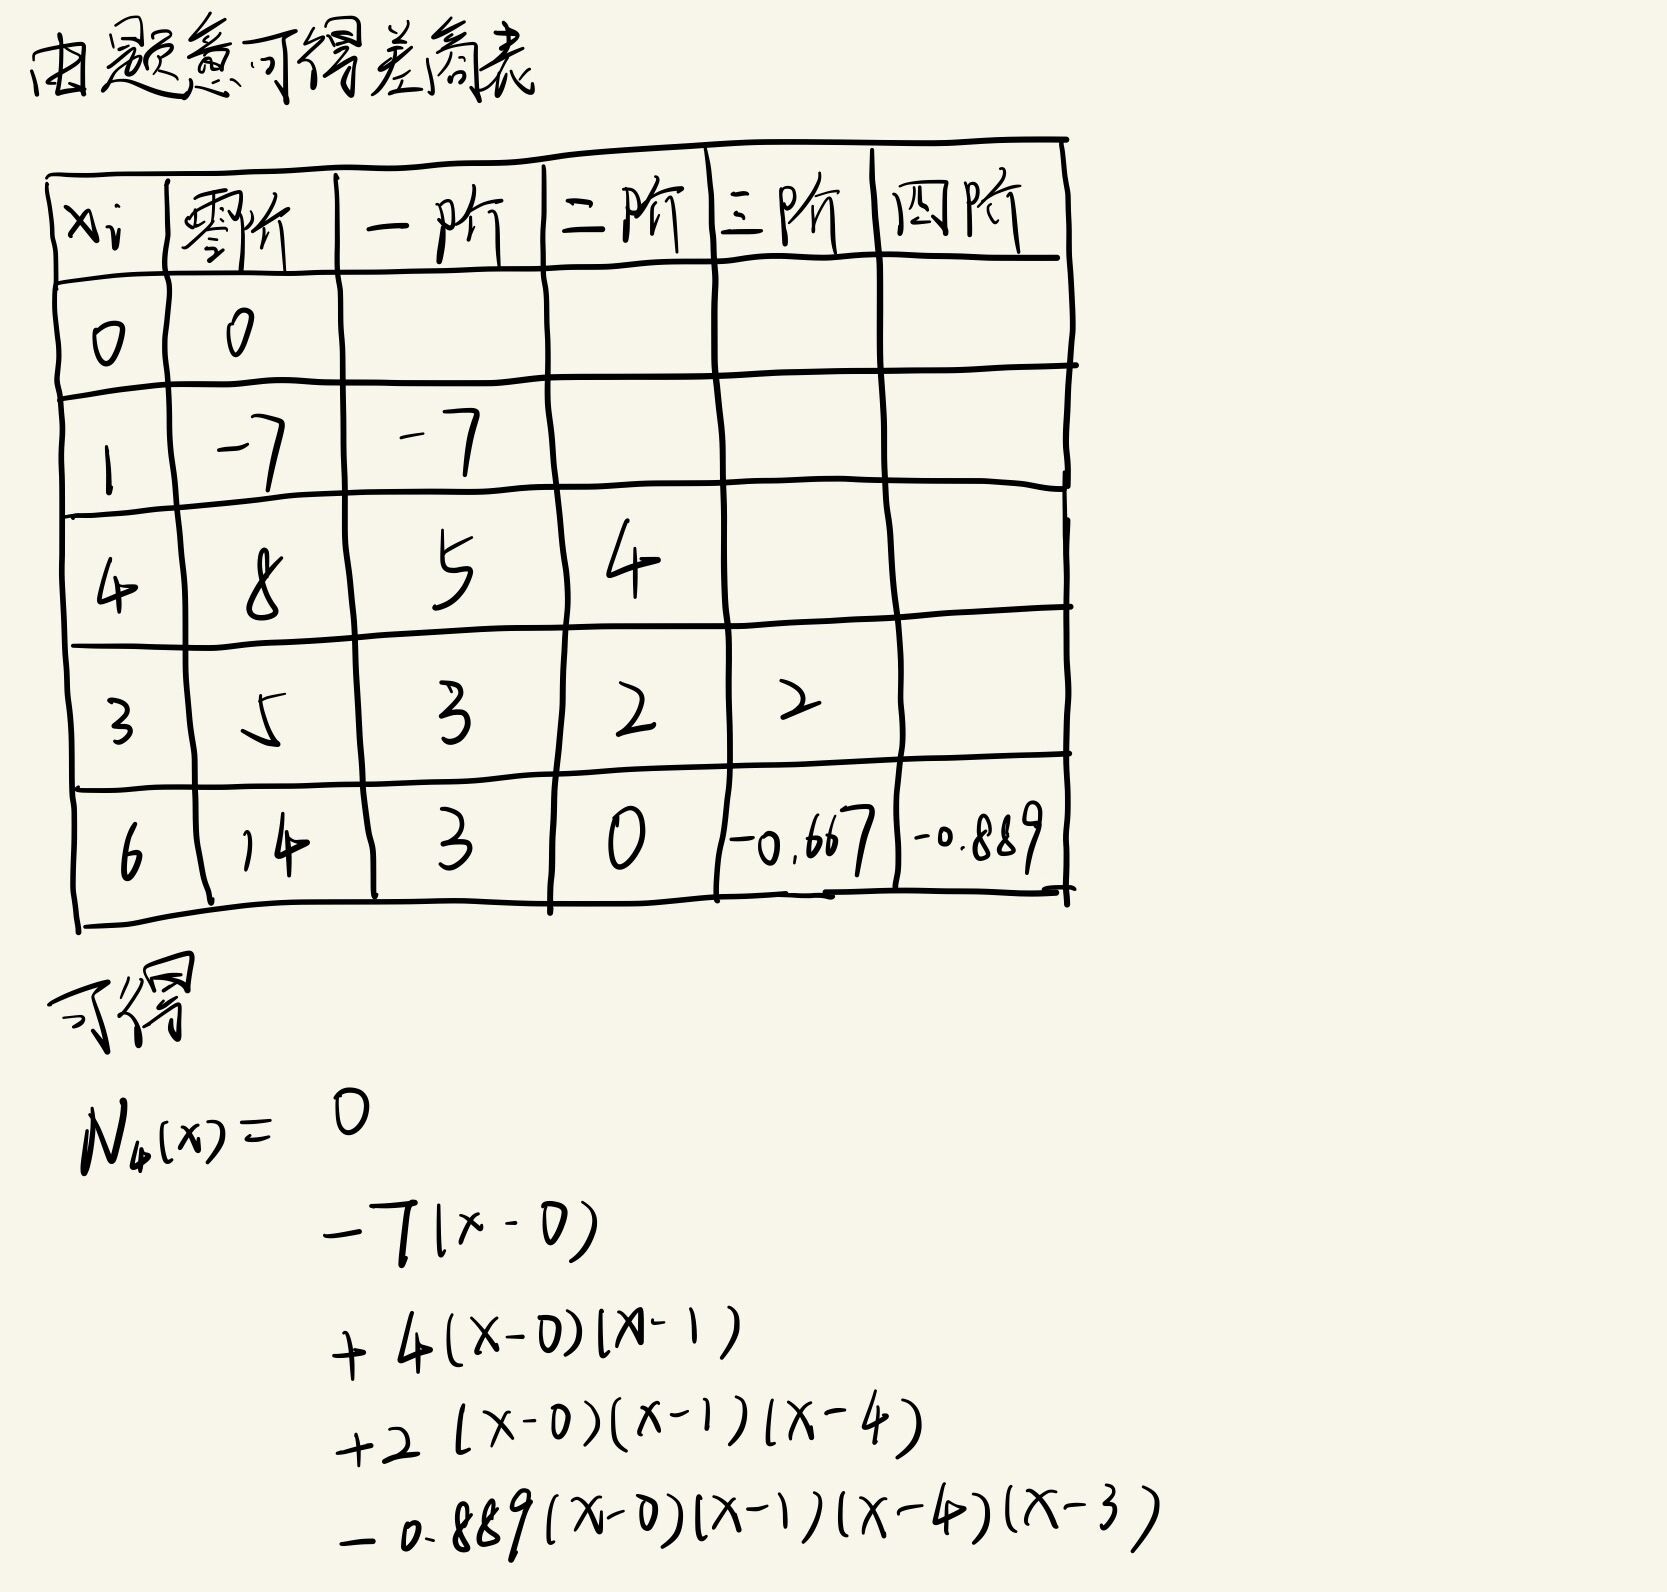 由题意可得差商表
xi 零阶 一阶 二阶 三阶 四阶
0 0
1 -7 -7
4 8 5 4
3 5 3 2 2
6 14 3 0 -0.667 -0.889
可得
N4(x) = 0
-7(x-0)
+4(x-0)(x-1)
+2(x-0)(x-1)(x-4)
-0.889(x-0)(x-1)(x-4)(x-3)